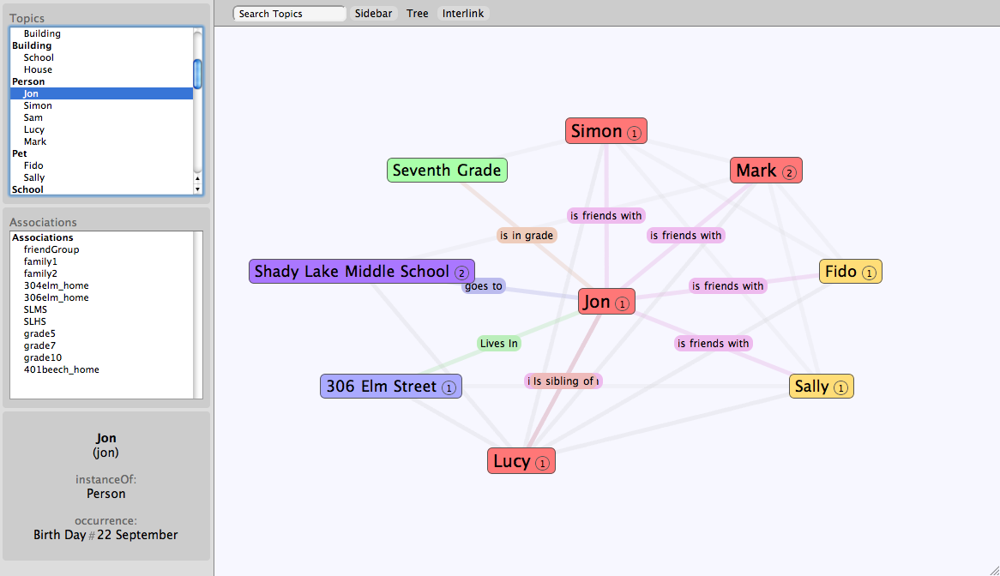 Topics
Building
Building
School
House
Person
Jon
Simon
Sam
Lucy
Mark
Pet
Fido
Sally
School
Associations
Associations
friendGroup
family1
family2
304elm_home
306elm_home
SLMS
SLHS
grade5
grade7
grade10
401beech_home
Jon
(jon)
instanceOf:
Person
occurrence:
Birth Day # 22 September
Search Topics Sidebar Tree Interlink
Simon 1
Seventh Grade
Mark 2
is friends with
is in grade
is friends with
Shady Lake Middle School 2
Fido 1
goes to
is friends with
Jon 1
Lives In
is friends with
Is sibling of
306 Elm Street 1
Sally 1
Lucy 1